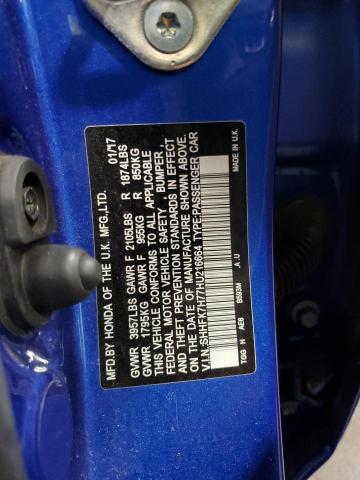 MFD.BY HONDA OF THE U.K. MFG.,LTD. 01/17
GVWR 3957LBS GAWR F 2105LBS R 1874LBS
GVWR 1795KG GAWR F 955KG R 850KG
THIS VEHICLE CONFORMS TO ALL APPLICABLE
FEDERAL MOTOR VEHICLE SAFETY, BUMPER,
AND THEFT PREVENTION STANDARDS IN EFFECT
ON THE DATE OF MANUFACTURE SHOWN ABOVE.
V.I.N.:SHHFK7H77HU216664 TYPE:PASSENGER CAR
TGG H AE6 B593M A U MADE IN U.K.